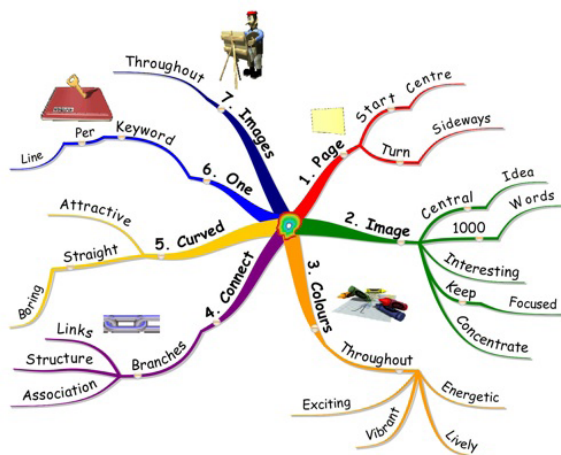 1. Page
Start
Centre
Turn
Sideways
2. Image
Central
Idea
1000
Words
Interesting
Keep
Focused
Concentrate
3. Colours
Throughout
Energetic
Lively
Vibrant
Exciting
4. Connect
Branches
Links
Structure
Association
5. Curved
Attractive
Straight
Boring
6. One
Keyword
Per
Line
7. Images
Throughout